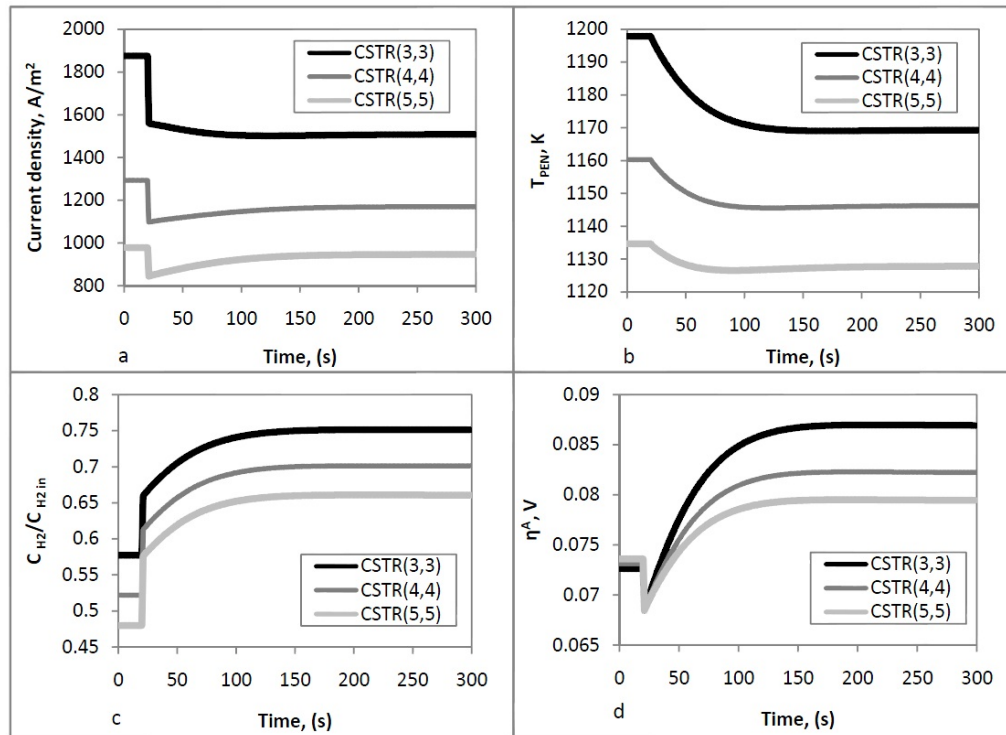 2000
1800
1600
1400
1200
1000
800
Current density, A/m²
CSTR(3,3)
CSTR(4,4)
CSTR(5,5)
0 50 100 150 200 250 300
Time, (s)
a
1200
1190
1180
1170
1160
1150
1140
1130
1120
T PEN, K
CSTR(3,3)
CSTR(4,4)
CSTR(5,5)
0 50 100 150 200 250 300
Time, (s)
b
0.8
0.75
0.7
0.65
0.6
0.55
0.5
0.45
C H2/C H2 in
CSTR(3,3)
CSTR(4,4)
CSTR(5,5)
0 50 100 150 200 250 300
Time, (s)
c
0.09
0.085
0.08
0.075
0.07
0.065
ηᴬ, V
CSTR(3,3)
CSTR(4,4)
CSTR(5,5)
0 50 100 150 200 250 300
Time, (s)
d